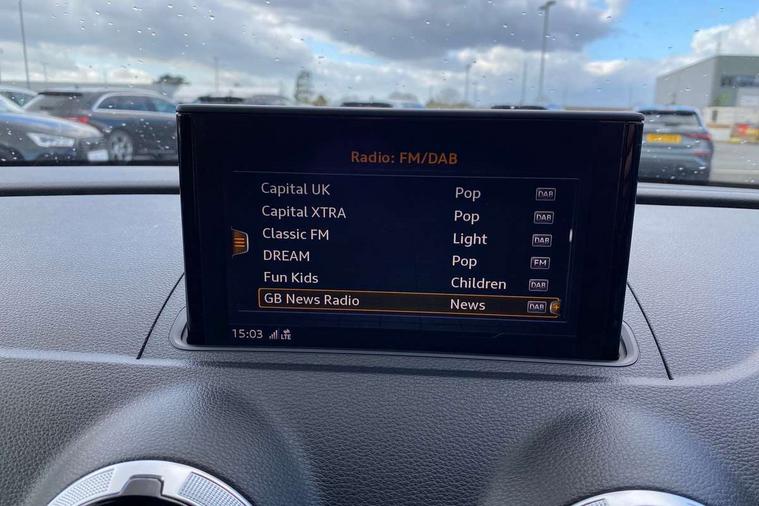 Radio: FM/DAB
Capital UK Pop DAB
Capital XTRA Pop DAB
Classic FM Light DAB
DREAM Pop FM
Fun Kids Children DAB
GB News Radio News DAB
15:03 LTE